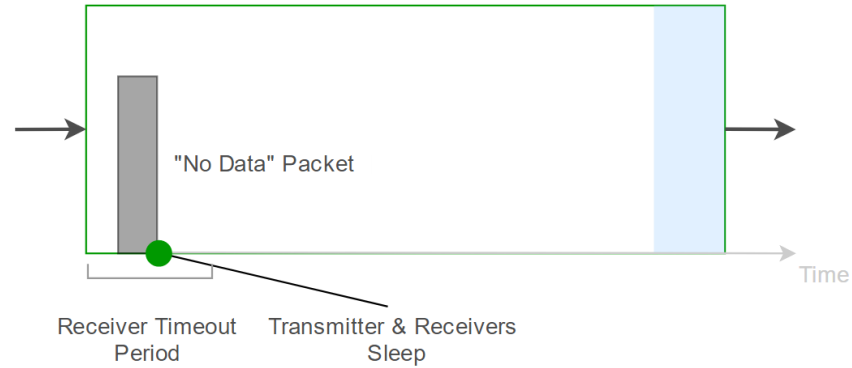 "No Data" Packet
Time
Receiver Timeout
Period
Transmitter & Receivers
Sleep